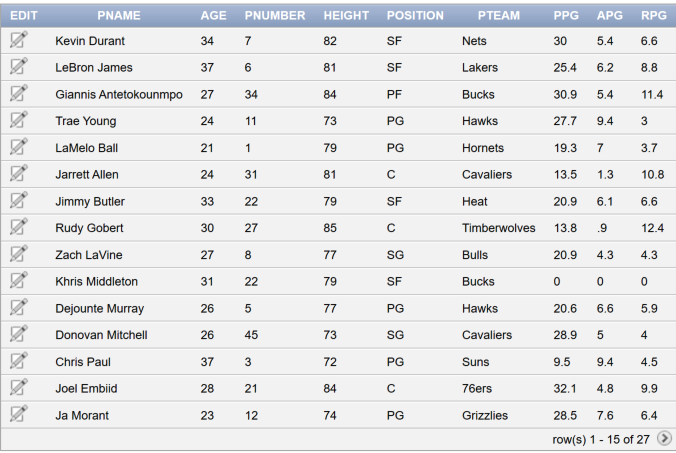 EDIT PNAME AGE PNUMBER HEIGHT POSITION PTEAM PPG APG RPG
Kevin Durant 34 7 82 SF Nets 30 5.4 6.6
LeBron James 37 6 81 SF Lakers 25.4 6.2 8.8
Giannis Antetokounmpo 27 34 84 PF Bucks 30.9 5.4 11.4
Trae Young 24 11 73 PG Hawks 27.7 9.4 3
LaMelo Ball 21 1 79 PG Hornets 19.3 7 3.7
Jarrett Allen 24 31 81 C Cavaliers 13.5 1.3 10.8
Jimmy Butler 33 22 79 SF Heat 20.9 6.1 6.6
Rudy Gobert 30 27 85 C Timberwolves 13.8 .9 12.4
Zach LaVine 27 8 77 SG Bulls 20.9 4.3 4.3
Khris Middleton 31 22 79 SF Bucks 0 0 0
Dejounte Murray 26 5 77 PG Hawks 20.6 6.6 5.9
Donovan Mitchell 26 45 73 SG Cavaliers 28.9 5 4
Chris Paul 37 3 72 PG Suns 9.5 9.4 4.5
Joel Embiid 28 21 84 C 76ers 32.1 4.8 9.9
Ja Morant 23 12 74 PG Grizzlies 28.5 7.6 6.4
row(s) 1 - 15 of 27